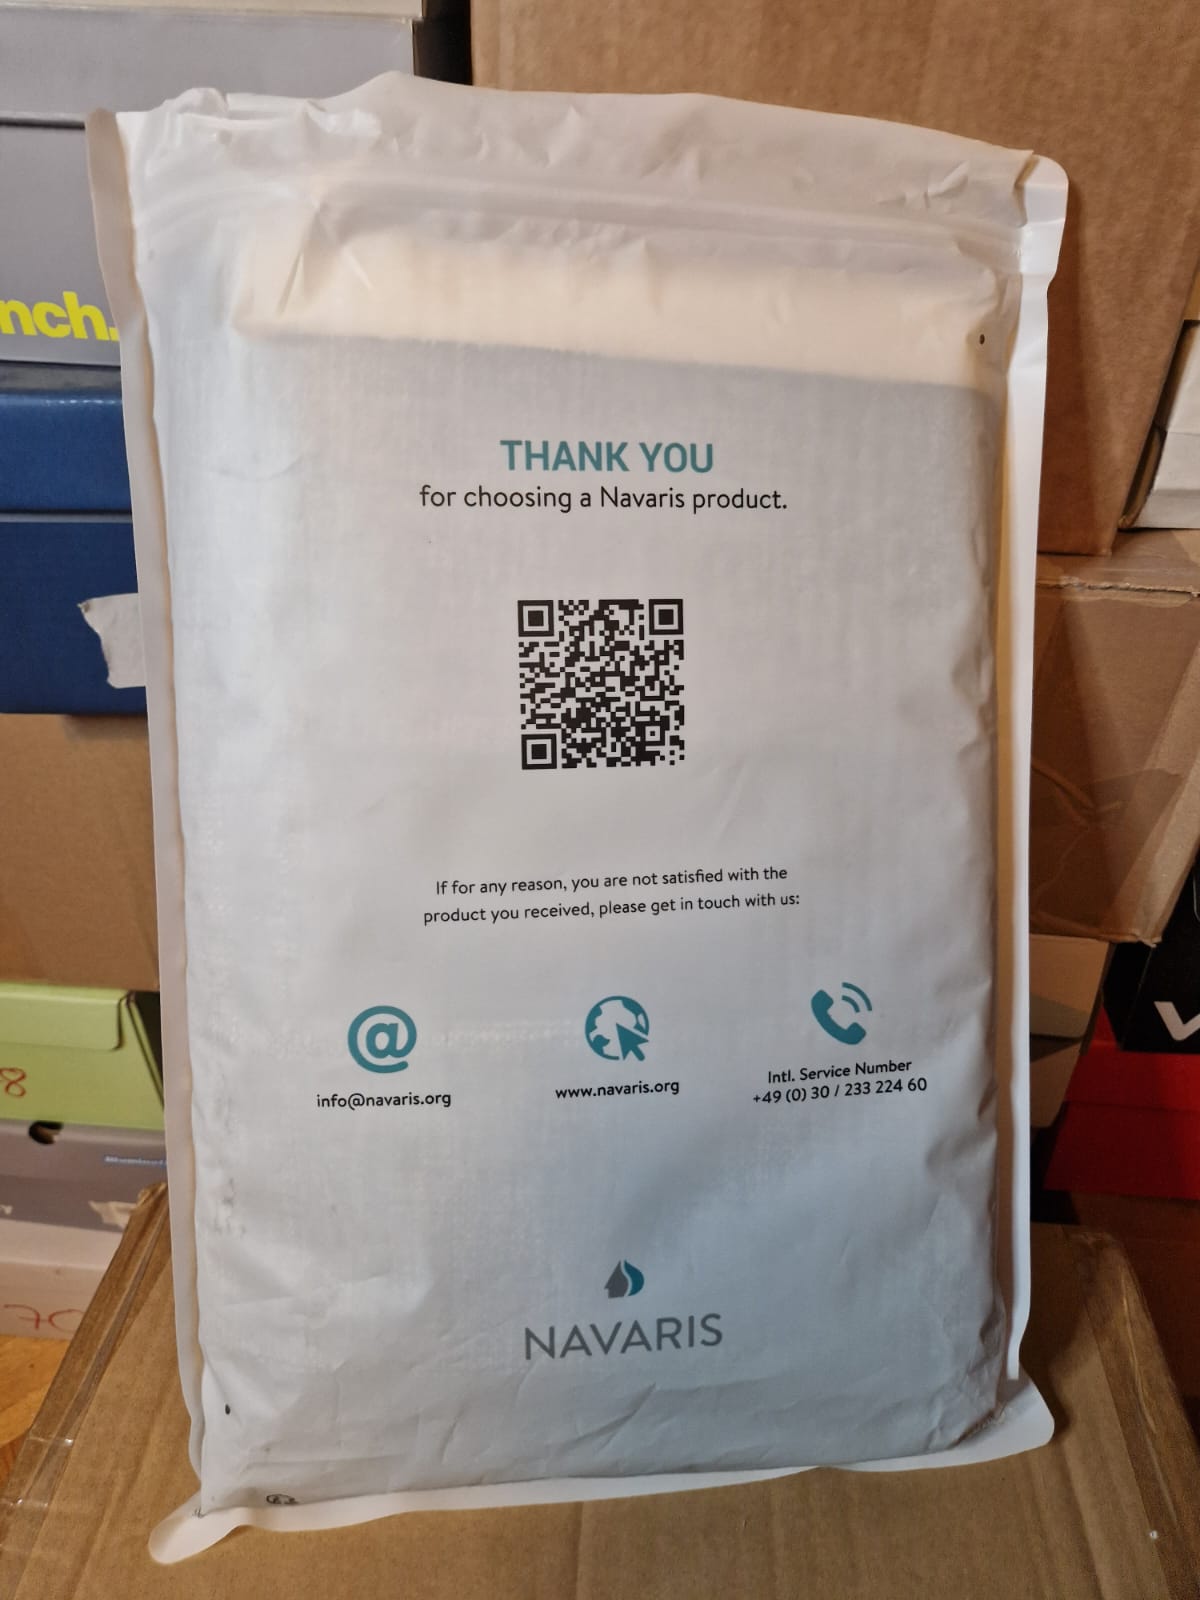 nch.
THANK YOU
for choosing a Navaris product.
If for any reason, you are not satisfied with the
product you received, please get in touch with us:
info@navaris.org
www.navaris.org
Intl. Service Number
+49 (0) 30 / 233 224 60
NAVARIS
8
70